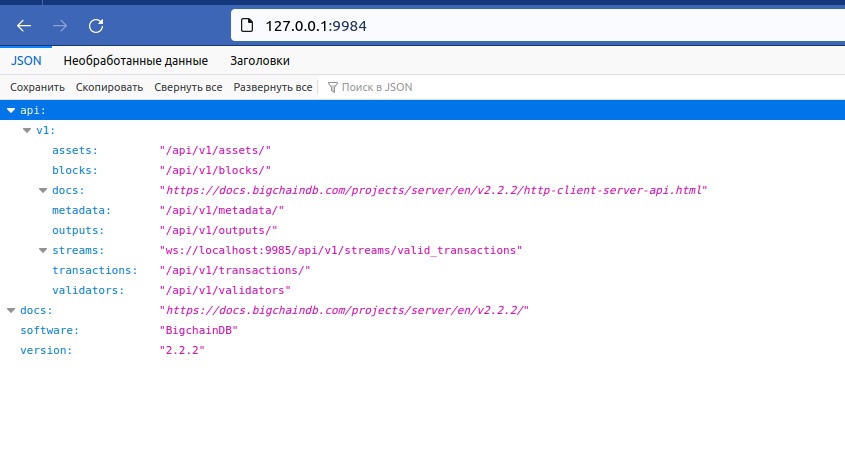 127.0.0.1:9984
JSON Необработанные данные Заголовки
Сохранить Скопировать Свернуть все Развернуть все Поиск в JSON
api:
v1:
assets: "/api/v1/assets/"
blocks: "/api/v1/blocks/"
docs: "https://docs.bigchaindb.com/projects/server/en/v2.2.2/http-client-server-api.html"
metadata: "/api/v1/metadata/"
outputs: "/api/v1/outputs/"
streams: "ws://localhost:9985/api/v1/streams/valid_transactions"
transactions: "/api/v1/transactions/"
validators: "/api/v1/validators"
docs: "https://docs.bigchaindb.com/projects/server/en/v2.2.2/"
software: "BigchainDB"
version: "2.2.2"